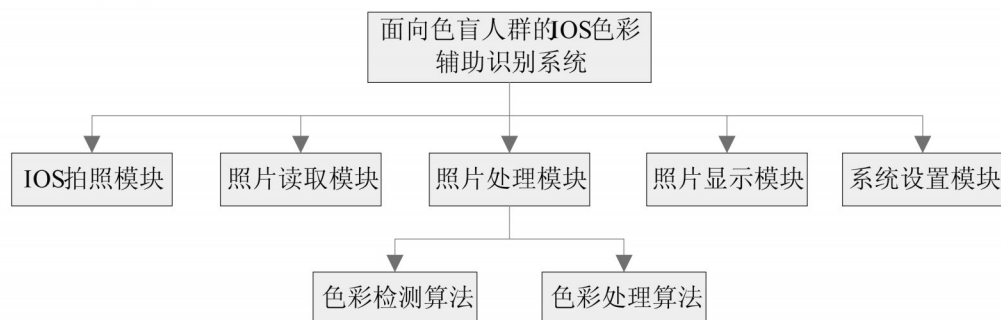 面向色盲人群的IOS色彩
辅助识别系统
IOS拍照模块
照片读取模块
照片处理模块
照片显示模块
系统设置模块
色彩检测算法
色彩处理算法